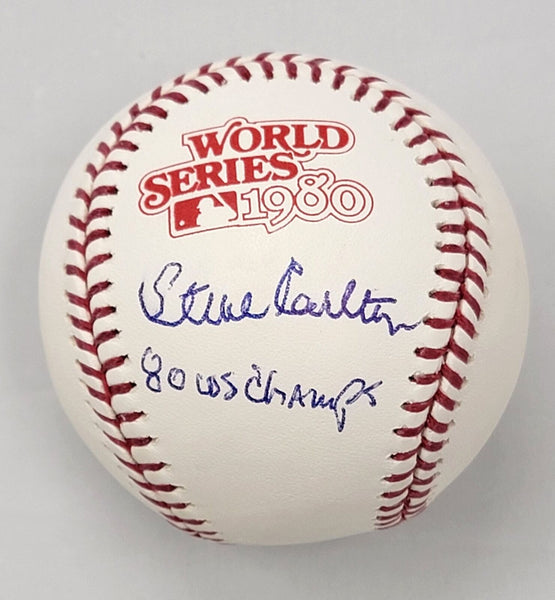 WORLD
SERIES
1980
Steve Carlton
80 WS Champs